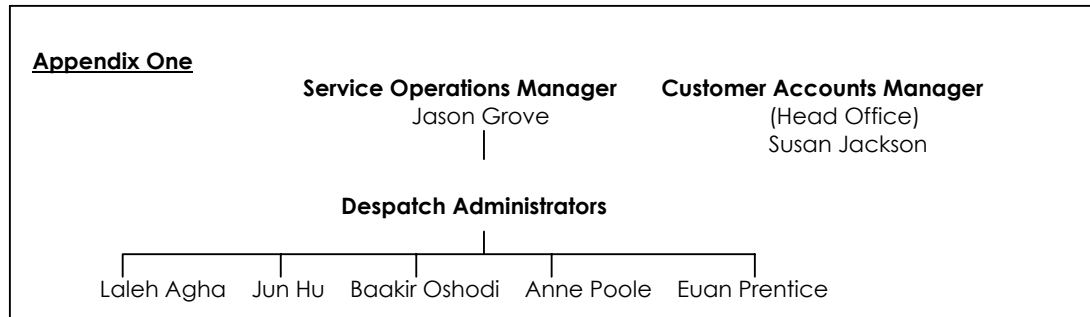 Appendix One
Service Operations Manager Customer Accounts Manager
Jason Grove (Head Office)
Susan Jackson
Despatch Administrators
Laleh Agha Jun Hu Baakir Oshodi Anne Poole Euan Prentice